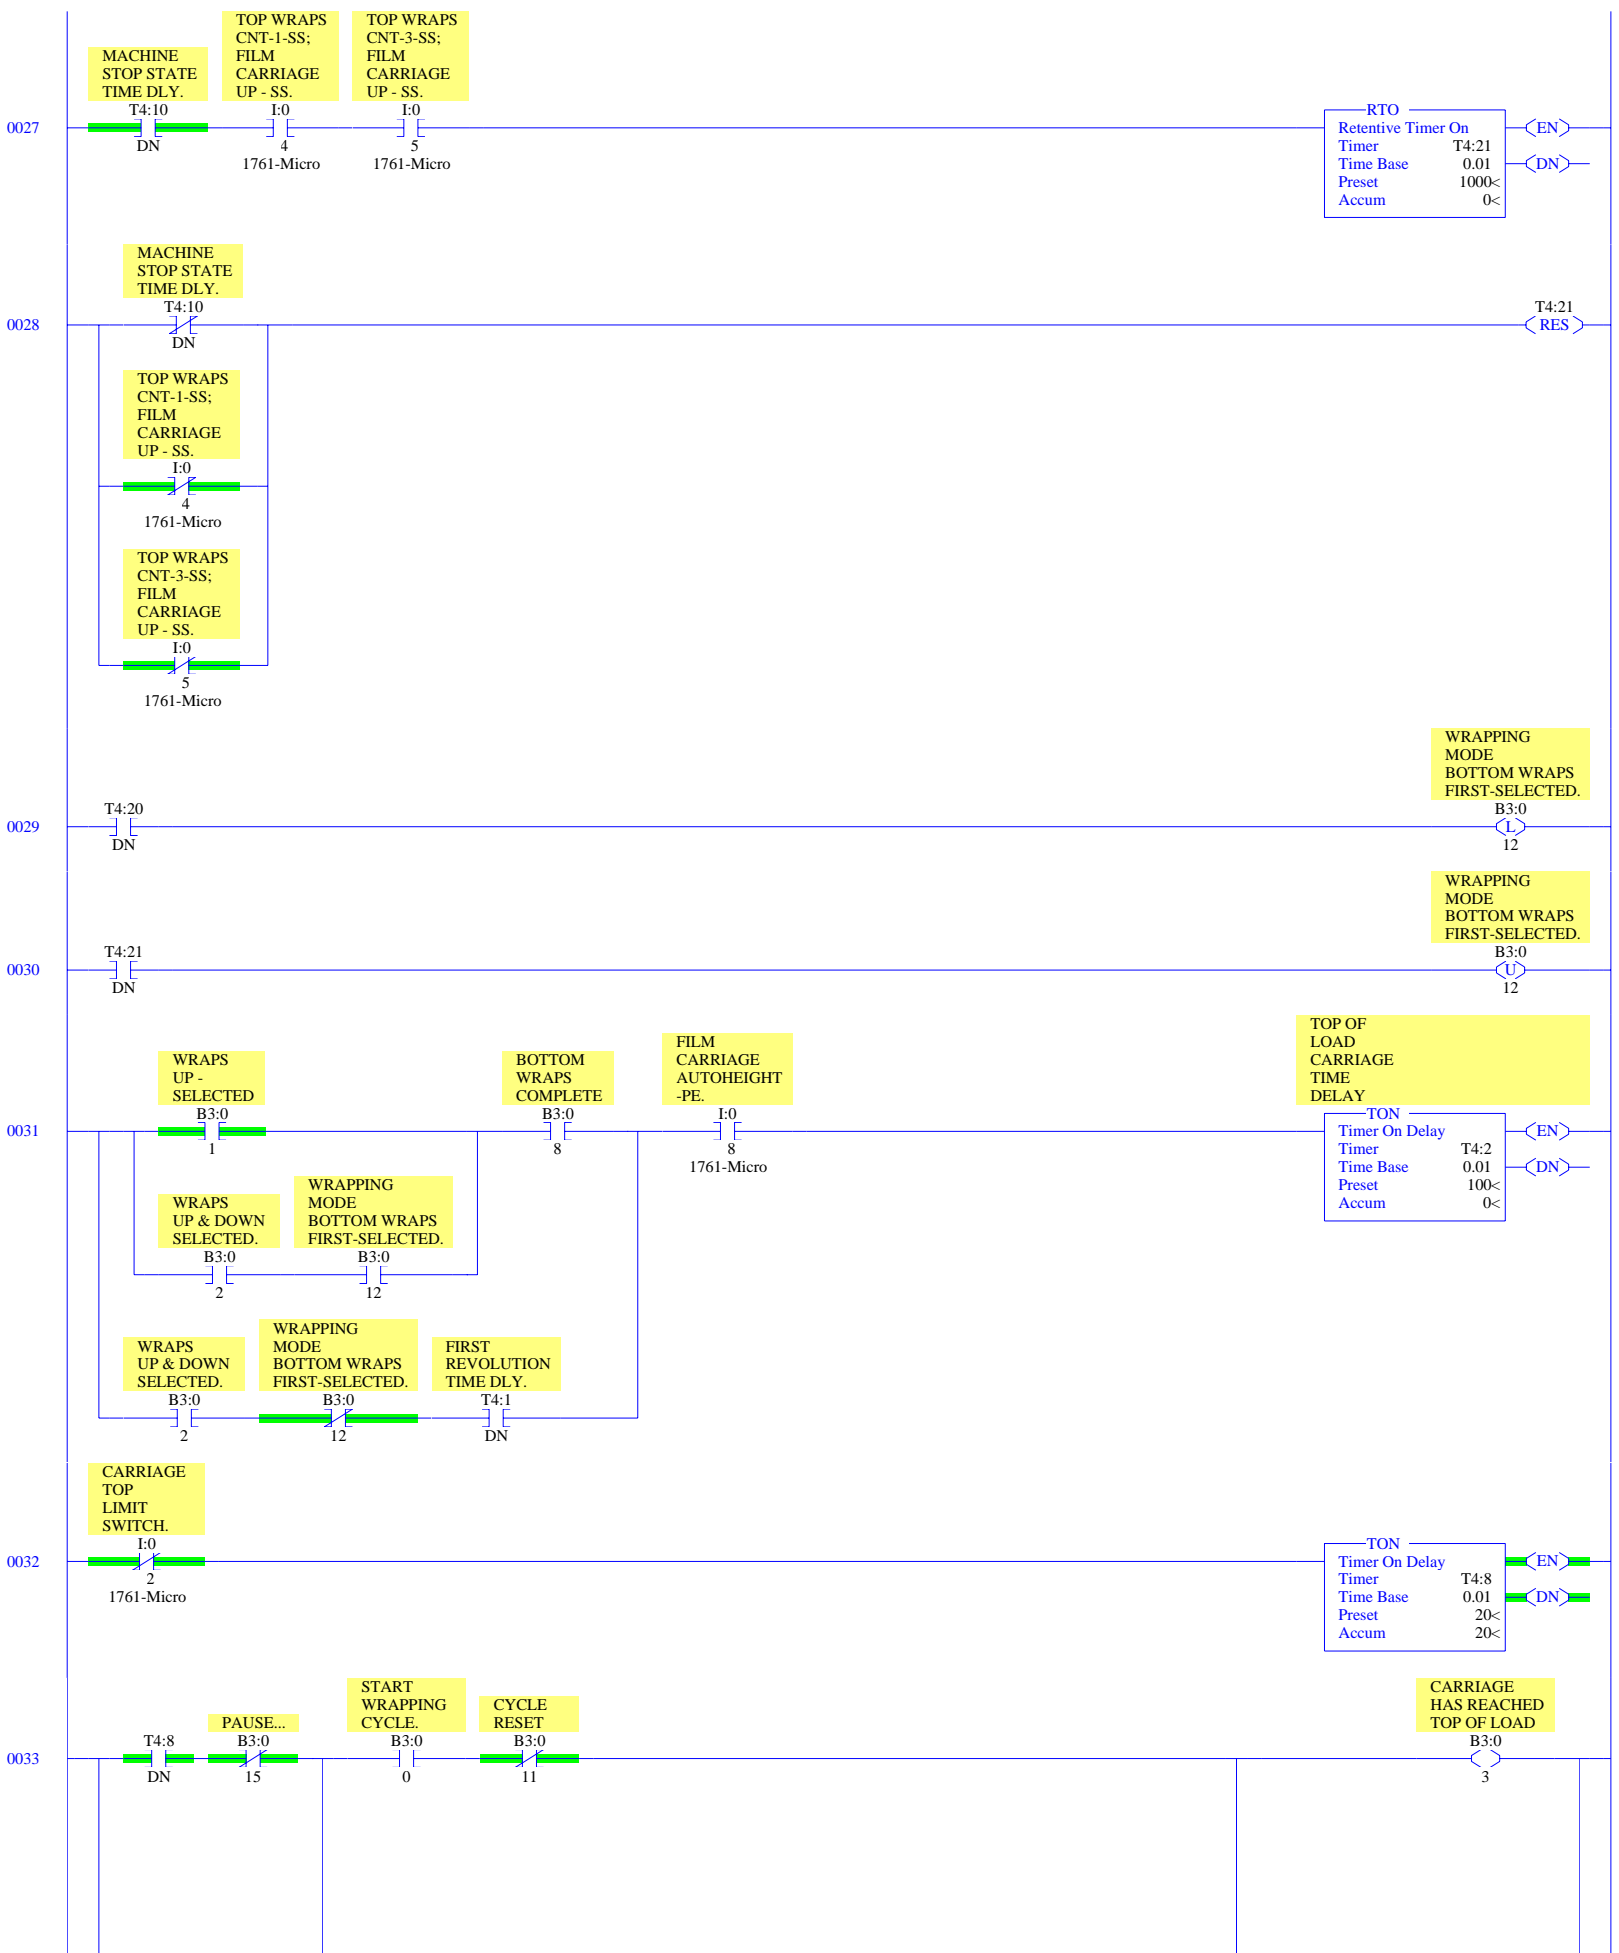 TOP WRAPS
CNT-1-SS;
FILM
CARRIAGE
UP - SS.
TOP WRAPS
CNT-3-SS;
FILM
CARRIAGE
UP - SS.
MACHINE
STOP STATE
TIME DLY.
T4:10
DN
I:0
4
1761-Micro
I:0
5
1761-Micro
0027
RTO
Retentive Timer On
Timer T4:21
Time Base 0.01
Preset 1000<
Accum 0<
EN
DN
MACHINE
STOP STATE
TIME DLY.
T4:10
DN
0028
T4:21
RES
TOP WRAPS
CNT-1-SS;
FILM
CARRIAGE
UP - SS.
I:0
4
1761-Micro
TOP WRAPS
CNT-3-SS;
FILM
CARRIAGE
UP - SS.
I:0
5
1761-Micro
0029
T4:20
DN
WRAPPING
MODE
BOTTOM WRAPS
FIRST-SELECTED.
B3:0
L
12
0030
T4:21
DN
WRAPPING
MODE
BOTTOM WRAPS
FIRST-SELECTED.
B3:0
U
12
0031
WRAPS
UP -
SELECTED
B3:0
1
BOTTOM
WRAPS
COMPLETE
B3:0
8
FILM
CARRIAGE
AUTOHEIGHT
-PE.
I:0
8
1761-Micro
TOP OF
LOAD
CARRIAGE
TIME
DELAY
TON
Timer On Delay
Timer T4:2
Time Base 0.01
Preset 100<
Accum 0<
EN
DN
WRAPS
UP & DOWN
SELECTED.
B3:0
2
WRAPPING
MODE
BOTTOM WRAPS
FIRST-SELECTED.
B3:0
12
WRAPS
UP & DOWN
SELECTED.
B3:0
2
WRAPPING
MODE
BOTTOM WRAPS
FIRST-SELECTED.
B3:0
12
FIRST
REVOLUTION
TIME DLY.
T4:1
DN
0032
CARRIAGE
TOP
LIMIT
SWITCH.
I:0
2
1761-Micro
TON
Timer On Delay
Timer T4:8
Time Base 0.01
Preset 20<
Accum 20<
EN
DN
0033
T4:8
DN
PAUSE...
B3:0
15
START
WRAPPING
CYCLE.
B3:0
0
CYCLE
RESET
B3:0
11
CARRIAGE
HAS REACHED
TOP OF LOAD
B3:0
3